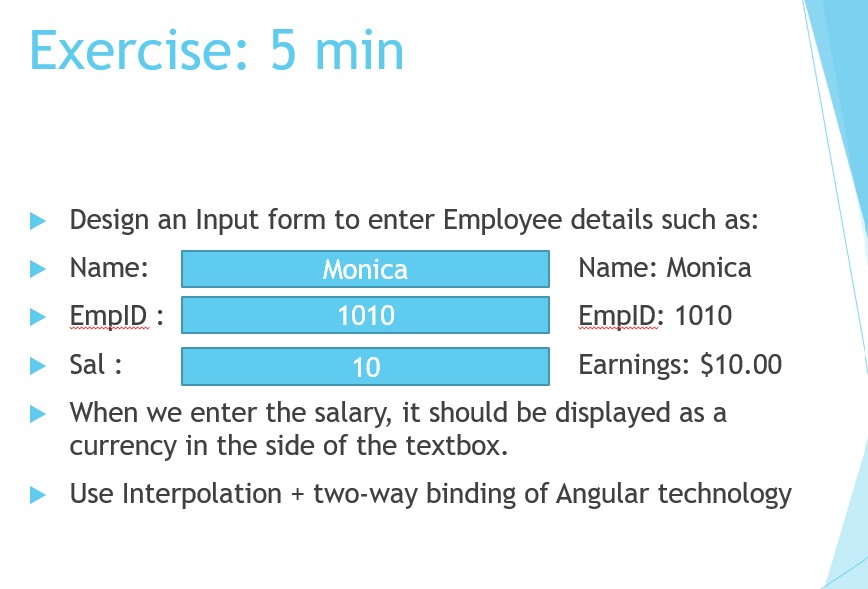 Exercise: 5 min
Design an Input form to enter Employee details such as:
Name: Monica Name: Monica
EmpID : 1010 EmpID: 1010
Sal : 10 Earnings: $10.00
When we enter the salary, it should be displayed as a
currency in the side of the textbox.
Use Interpolation + two-way binding of Angular technology